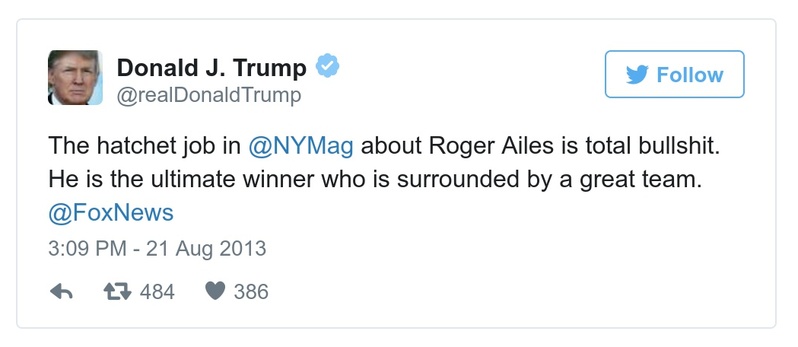 Donald J. Trump
@realDonaldTrump
Follow
The hatchet job in @NYMag about Roger Ailes is total bullshit.
He is the ultimate winner who is surrounded by a great team.
@FoxNews
3:09 PM - 21 Aug 2013
484 386